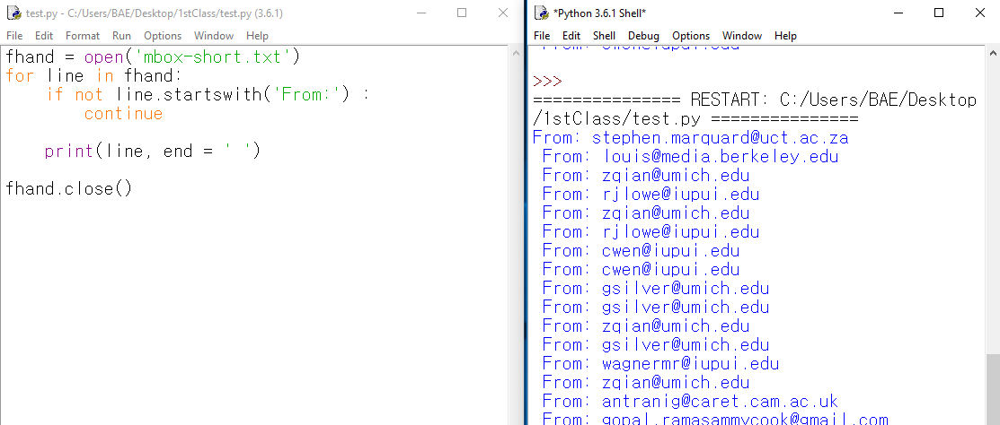 test.py - C:/Users/BAE/Desktop/1stClass/test.py (3.6.1)
File Edit Format Run Options Window Help
fhand = open('mbox-short.txt')
for line in fhand:
    if not line.startswith('From:') :
        continue
    print(line, end = ' ')
fhand.close()
*Python 3.6.1 Shell*
File Edit Shell Debug Options Window Help
>>>
=============== RESTART: C:/Users/BAE/Desktop
/1stClass/test.py ===============
From: stephen.marquard@uct.ac.za
 From: louis@media.berkeley.edu
 From: zqian@umich.edu
 From: rjlowe@iupui.edu
 From: zqian@umich.edu
 From: rjlowe@iupui.edu
 From: cwen@iupui.edu
 From: cwen@iupui.edu
 From: gsilver@umich.edu
 From: gsilver@umich.edu
 From: zqian@umich.edu
 From: gsilver@umich.edu
 From: wagnermr@iupui.edu
 From: zqian@umich.edu
 From: antranig@caret.cam.ac.uk
 From: gopal.ramasammycook@gmail.com